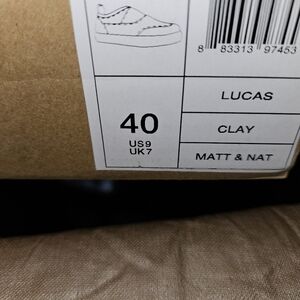 8 83313 97453
LUCAS
40
US9
UK7
CLAY
MATT & NAT